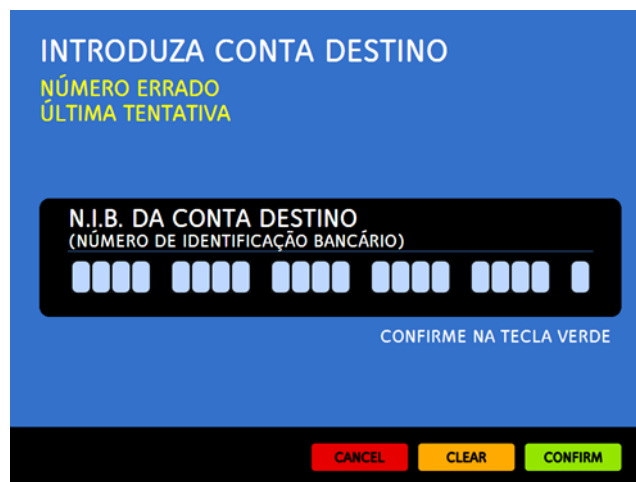 INTRODUZA CONTA DESTINO
NÚMERO ERRADO
ÚLTIMA TENTATIVA
N.I.B. DA CONTA DESTINO
(NÚMERO DE IDENTIFICAÇÃO BANCÁRIO)
CONFIRME NA TECLA VERDE
CANCEL CLEAR CONFIRM